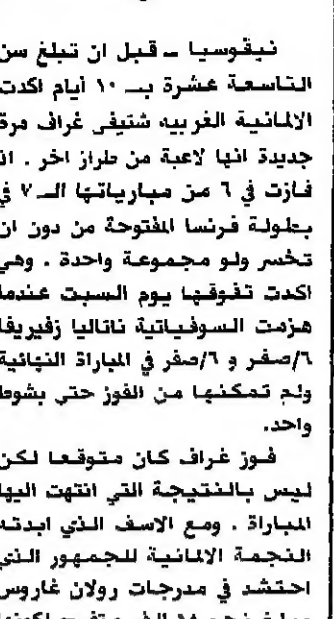 نيقوسيا ـ قبل ان تبلغ سن
التاسعة عشرة بـ ١٠ أيام اكدت
الالمانية الغربيه شتيفي غراف مرة
جديدة انها لاعبة من طراز اخر . اذ
فازت في ٦ من مبارياتها الـ ٧ في
بطولة فرنسا المفتوحة من دون ان
تخسر ولو مجموعة واحدة . وهي
اكدت تفوقها يوم السبت عندما
هزمت السوفياتية ناتاليا زفيريفا
٦/صفر و ٦/صفر في المباراة النهائية
ولم تمكنها من الفوز حتى بشوط
واحد.
فوز غراف كان متوقعا لكن
ليس بالنتيجة التي انتهت اليها
المباراة . ومع الاسف الذي ابدته
النجمة الالمانية للجمهور الذي
احتشد في مدرجات رولان غاروس